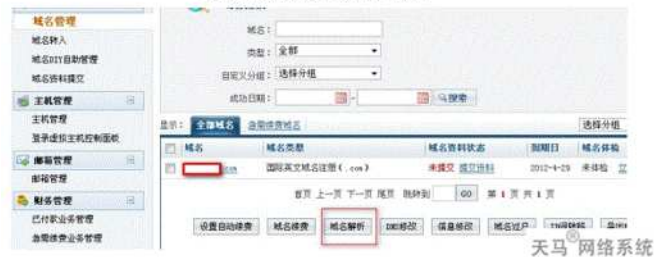 域名管理
域名转入
域名DIY自助管理
域名资料提交
主机管理
主机管理
登录虚拟主机控制面板
邮箱管理
邮箱管理
财务管理
已付款业务管理
急需续费业务管理
域名：
类型： 全部
自定义分组： 选择分组
成功日期： - 搜索
显示： 全部域名 急需续费域名 选择分组
域名 域名类型 域名资料状态 到期日 域名体检
.com 国际英文域名注册(.com) 未提交 提交资料 2012-4-29 未体检
首页 上一页 下一页 尾页 跳转到 GO 第 1 页 共 1 页
设置自动续费 域名续费 域名解析 DNS修改 信息修改 域名过户
天马®网络系统